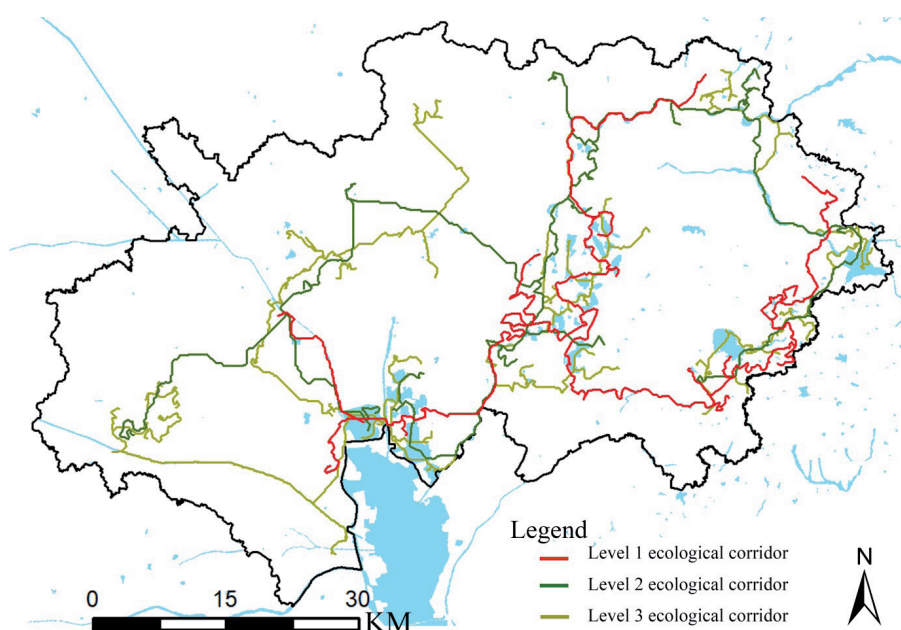 Legend
Level 1 ecological corridor
Level 2 ecological corridor
Level 3 ecological corridor
N
0 15 30
KM